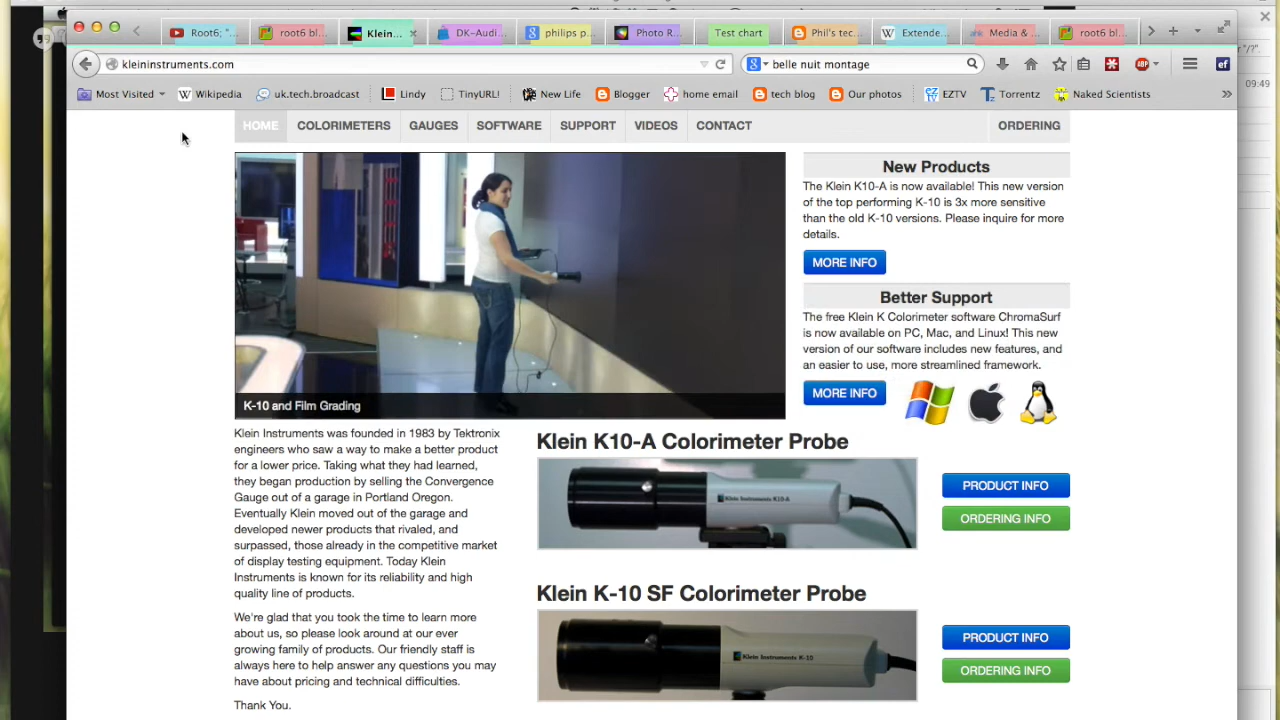 "/?".
09:49
Root6; "...
root6 bl...
Klein...
DK-Audi...
philips p...
Photo R...
Test chart
Phil's tec...
Extende...
Media & ...
root6 bl...
kleininstruments.com
belle nuit montage
ABP
ef
Most Visited
Wikipedia
uk.tech.broadcast
Lindy
TinyURL!
New Life
Blogger
home email
tech blog
Our photos
EZTV
Torrentz
Naked Scientists
HOME
COLORIMETERS
GAUGES
SOFTWARE
SUPPORT
VIDEOS
CONTACT
ORDERING
K-10 and Film Grading
New Products
The Klein K10-A is now available! This new version
of the top performing K-10 is 3x more sensitive
than the old K-10 versions. Please inquire for more
details.
MORE INFO
Better Support
The free Klein K Colorimeter software ChromaSurf
is now available on PC, Mac, and Linux! This new
version of our software includes new features, and
an easier to use, more streamlined framework.
MORE INFO
Klein Instruments was founded in 1983 by Tektronix
engineers who saw a way to make a better product
for a lower price. Taking what they had learned,
they began production by selling the Convergence
Gauge out of a garage in Portland Oregon.
Eventually Klein moved out of the garage and
developed newer products that rivaled, and
surpassed, those already in the competitive market
of display testing equipment. Today Klein
Instruments is known for its reliability and high
quality line of products.
We're glad that you took the time to learn more
about us, so please look around at our ever
growing family of products. Our friendly staff is
always here to help answer any questions you may
have about pricing and technical difficulties.
Thank You.
Klein K10-A Colorimeter Probe
Klein Instruments K10-A
PRODUCT INFO
ORDERING INFO
Klein K-10 SF Colorimeter Probe
Klein Instruments K-10
PRODUCT INFO
ORDERING INFO